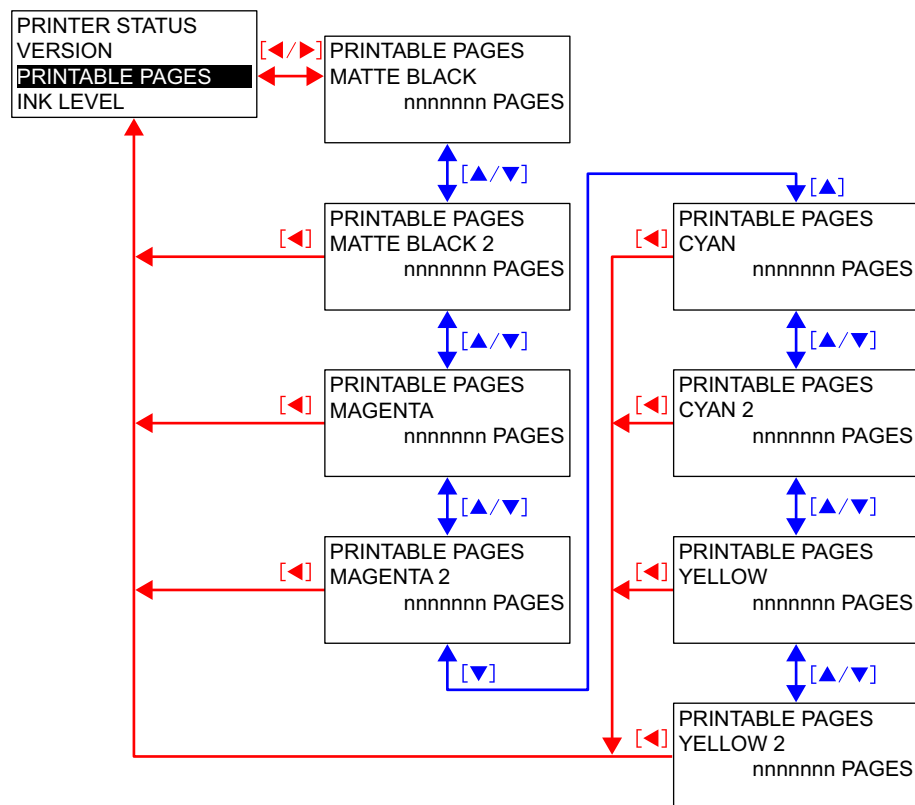 PRINTER STATUS
VERSION
PRINTABLE PAGES
INK LEVEL
[◀/▶]
PRINTABLE PAGES
MATTE BLACK
nnnnnnn PAGES
[▲/▼]
PRINTABLE PAGES
MATTE BLACK 2
nnnnnnn PAGES
[◀]
[▲/▼]
PRINTABLE PAGES
MAGENTA
nnnnnnn PAGES
[◀]
[▲/▼]
PRINTABLE PAGES
MAGENTA 2
nnnnnnn PAGES
[◀]
[▼]
[▲]
PRINTABLE PAGES
CYAN
nnnnnnn PAGES
[◀]
[▲/▼]
PRINTABLE PAGES
CYAN 2
nnnnnnn PAGES
[◀]
[▲/▼]
PRINTABLE PAGES
YELLOW
nnnnnnn PAGES
[◀]
[▲/▼]
PRINTABLE PAGES
YELLOW 2
nnnnnnn PAGES
[◀]